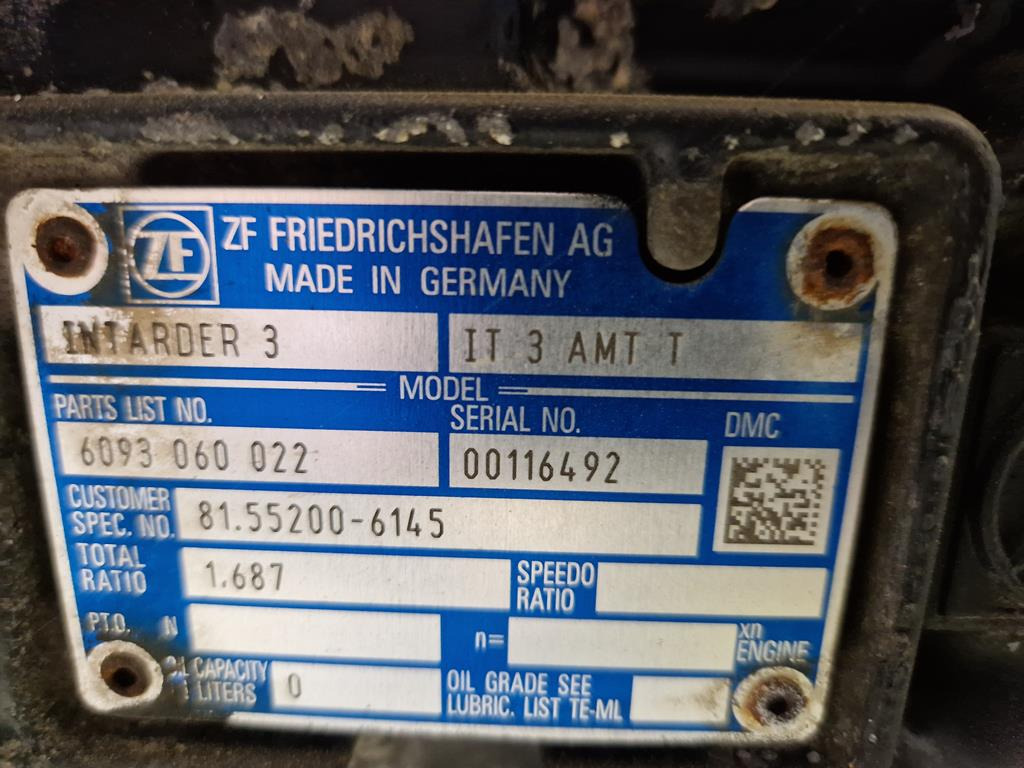 ZF ZF FRIEDRICHSHAFEN AG
MADE IN GERMANY
INTARDER 3 IT 3 AMT T
MODEL
PARTS LIST NO. SERIAL NO. DMC
6093 060 022 00116492
CUSTOMER
SPEC. NO. 81.55200-6145
TOTAL
RATIO 1.687 SPEEDO
RATIO
P.T.O. N n= xn
ENGINE
OIL CAPACITY
LITERS 0 OIL GRADE SEE
LUBRIC. LIST TE-ML